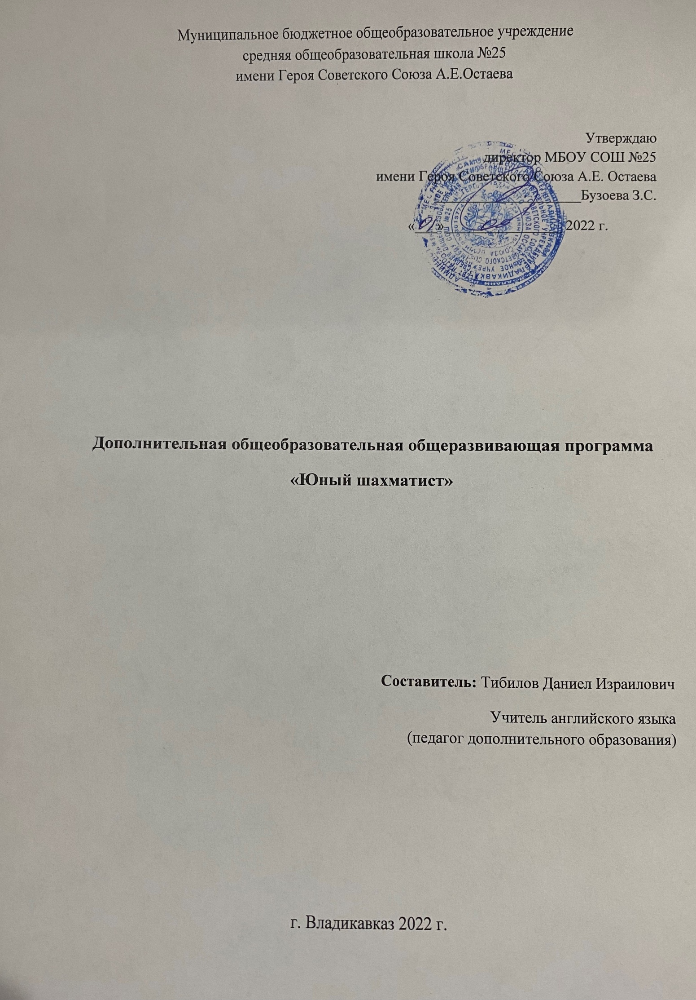 Муниципальное бюджетное общеобразовательное учреждение
средняя общеобразовательная школа №25
имени Героя Советского Союза А.Е.Остаева
Утверждаю
директор МБОУ СОШ №25
имени Героя Советского Союза А.Е. Остаева
Бузоева З.С.
«01» 09 2022 г.
Дополнительная общеобразовательная общеразвивающая программа
«Юный шахматист»
Составитель: Тибилов Даниел Израилович
Учитель английского языка
(педагог дополнительного образования)
г. Владикавказ 2022 г.